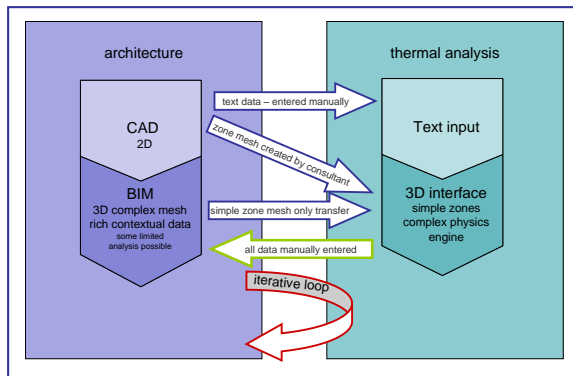 architecture
thermal analysis
CAD
2D
text data – entered manually
Text input
zone mesh created by consultant
BIM
3D complex mesh
rich contextual data
some limited
analysis possible
simple zone mesh only transfer
3D interface
simple zones
complex physics
engine
all data manually entered
iterative loop